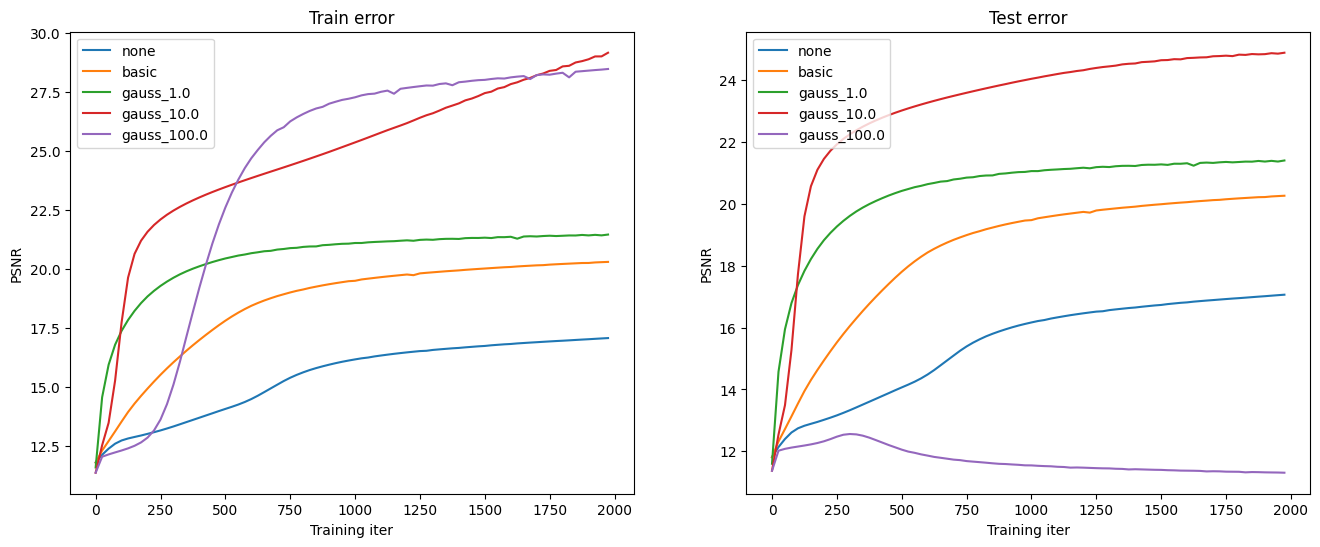 Train error
PSNR
30.0
27.5
25.0
22.5
20.0
17.5
15.0
12.5
none
basic
gauss_1.0
gauss_10.0
gauss_100.0
0 250 500 750 1000 1250 1500 1750 2000
Training iter
Test error
PSNR
24
22
20
18
16
14
12
none
basic
gauss_1.0
gauss_10.0
gauss_100.0
0 250 500 750 1000 1250 1500 1750 2000
Training iter